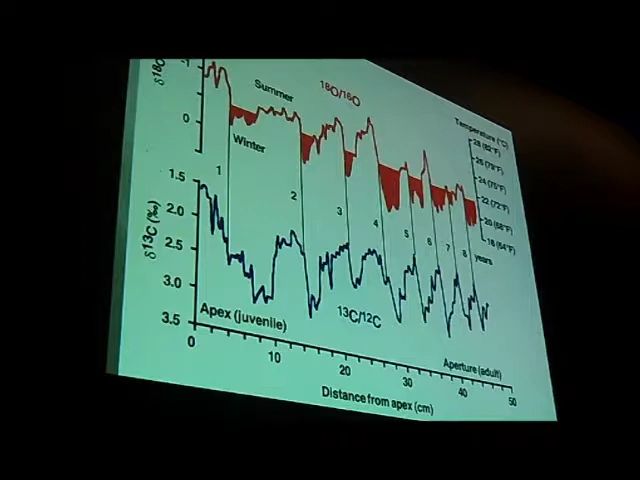 -1
δ18O
0
Summer
18O/16O
Winter
Temperature (°C)
28 (82°F)
26 (79°F)
24 (75°F)
22 (72°F)
20 (68°F)
18 (64°F)
1
2
3
4
5
6
7
8
years
δ13C (‰)
1.5
2.0
2.5
3.0
3.5
13C/12C
Apex (juvenile)
Aperture (adult)
0
10
20
30
40
50
Distance from apex (cm)